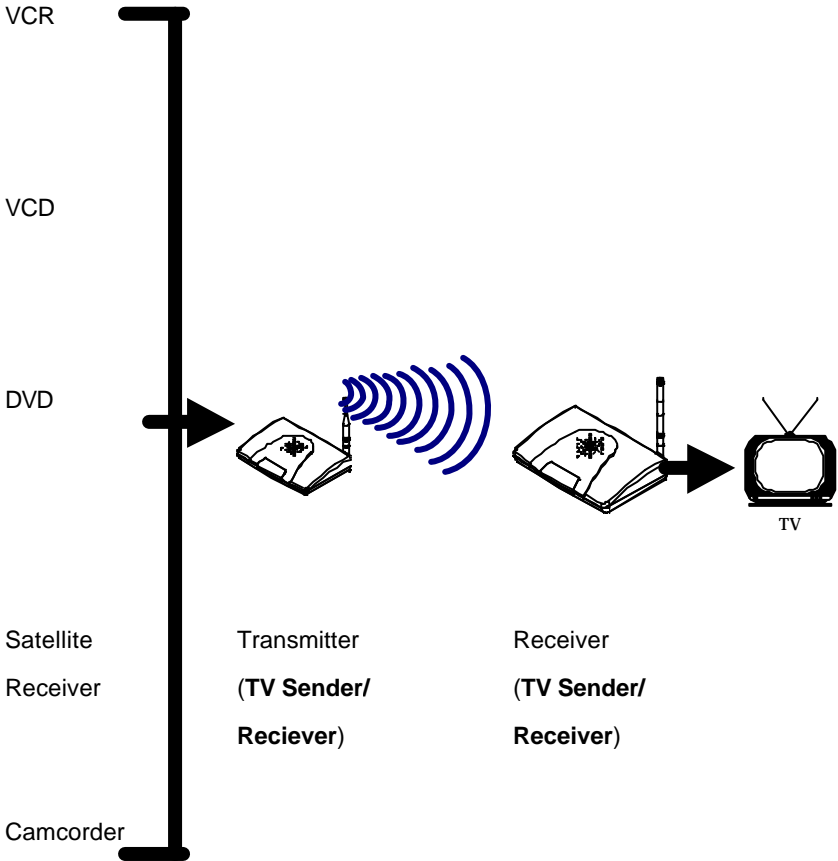 VCR
VCD
DVD
TV
Satellite
Receiver
Transmitter
(TV Sender/
Reciever)
Receiver
(TV Sender/
Receiver)
Camcorder